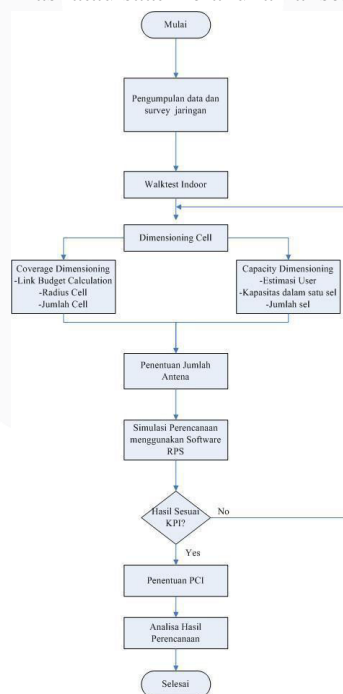 Mulai
Pengumpulan data dan
survey jaringan
Walktest Indoor
Dimensioning Cell
Coverage Dimensioning
-Link Budget Calculation
-Radius Cell
-Jumlah Cell
Capacity Dimensioning
-Estimasi User
-Kapasitas dalam satu sel
-Jumlah sel
Penentuan Jumlah
Antena
Simulasi Perencanaan
menggunakan Software
RPS
Hasil Sesuai
KPI?
No
Yes
Penentuan PCI
Analisa Hasil
Perencanaan
Selesai